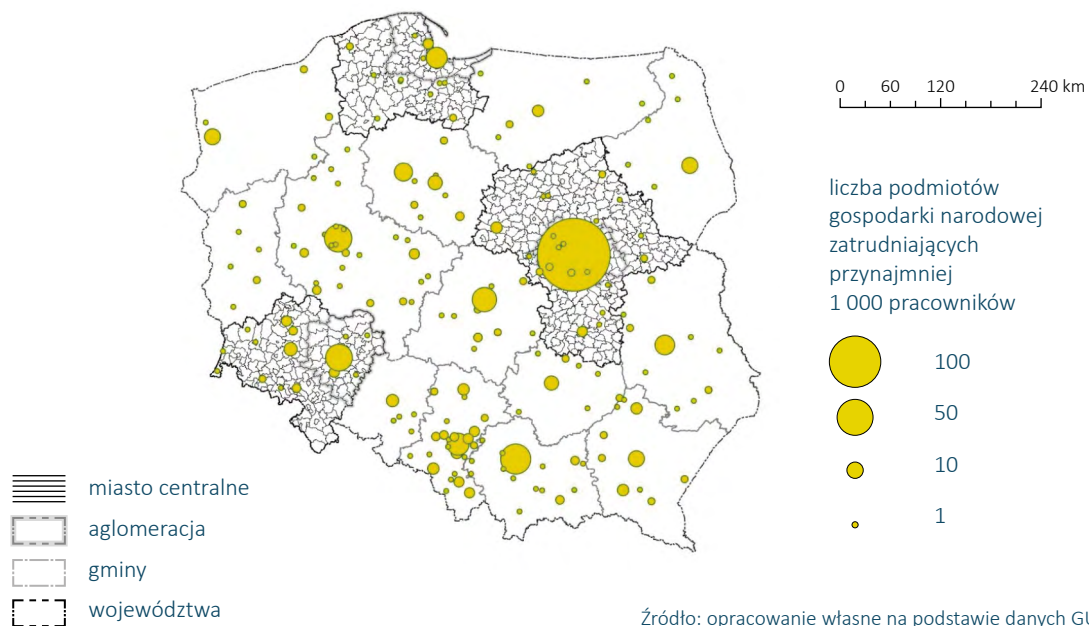 0 60 120 240 km
liczba podmiotów
gospodarki narodowej
zatrudniających
przynajmniej
1 000 pracowników
100
50
10
1
miasto centralne
aglomeracja
gminy
województwa
Źródło: opracowanie własne na podstawie danych GU